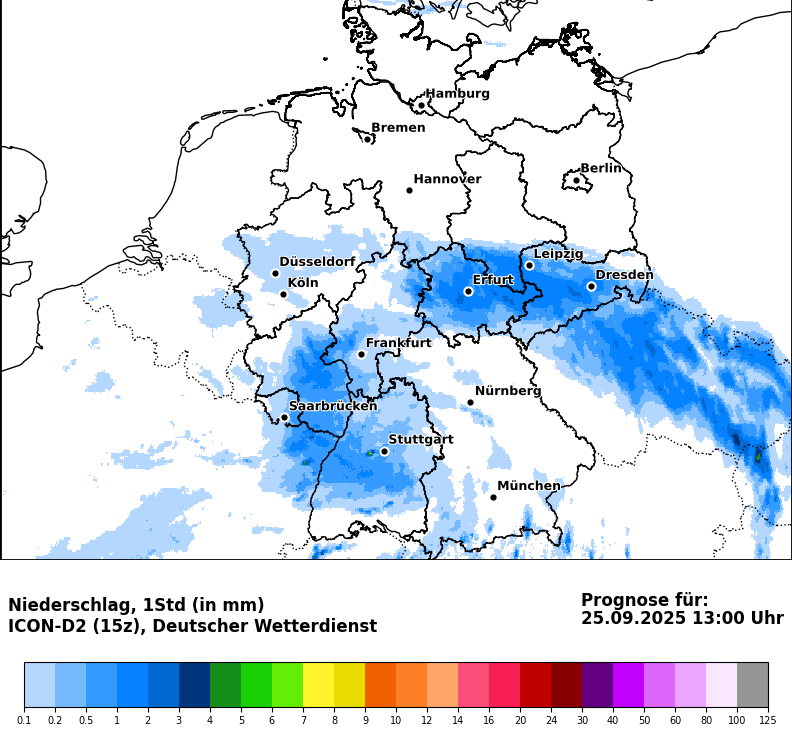 Hamburg
Bremen
Berlin
Hannover
Leipzig
Düsseldorf
Dresden
Erfurt
Köln
Frankfurt
Nürnberg
Saarbrücken
Stuttgart
München
Niederschlag, 1Std (in mm)
ICON-D2 (15z), Deutscher Wetterdienst
Prognose für:
25.09.2025 13:00 Uhr
0.1 0.2 0.5 1 2 3 4 5 6 7 8 9 10 12 14 16 20 24 30 40 50 60 80 100 125